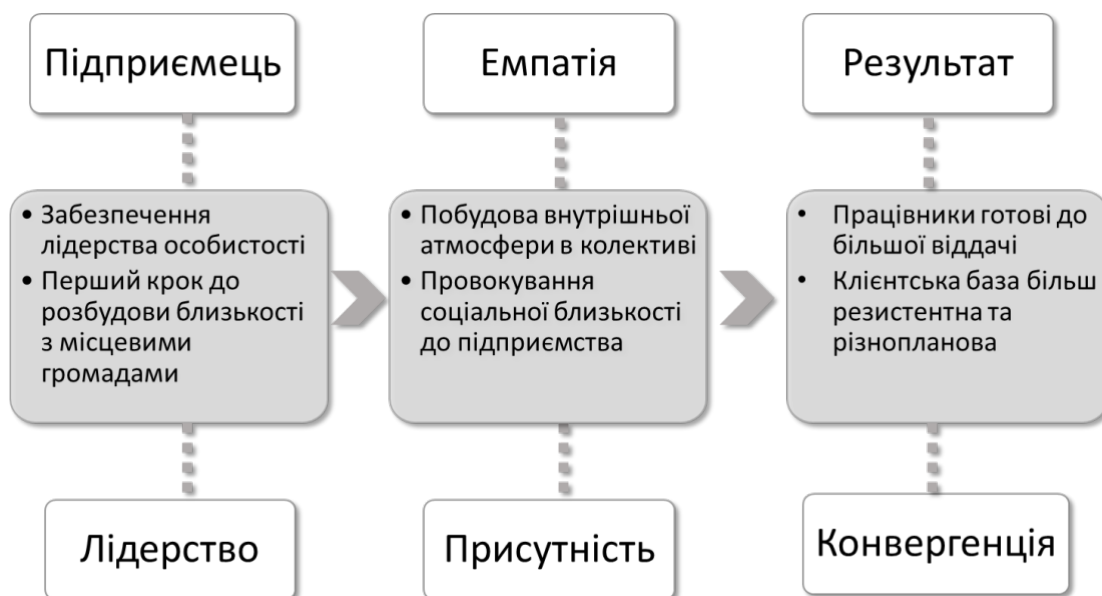 Підприємець
Емпатія
Результат
• Забезпечення
лідерства особистості
• Перший крок до
розбудови близькості
з місцевими
громадами
• Побудова внутрішньої
атмосфери в колективі
• Провокування
соціальної близькості
до підприємства
• Працівники готові до
більшої віддачі
• Клієнтська база більш
резистентна та
різнопланова
Лідерство
Присутність
Конвергенція